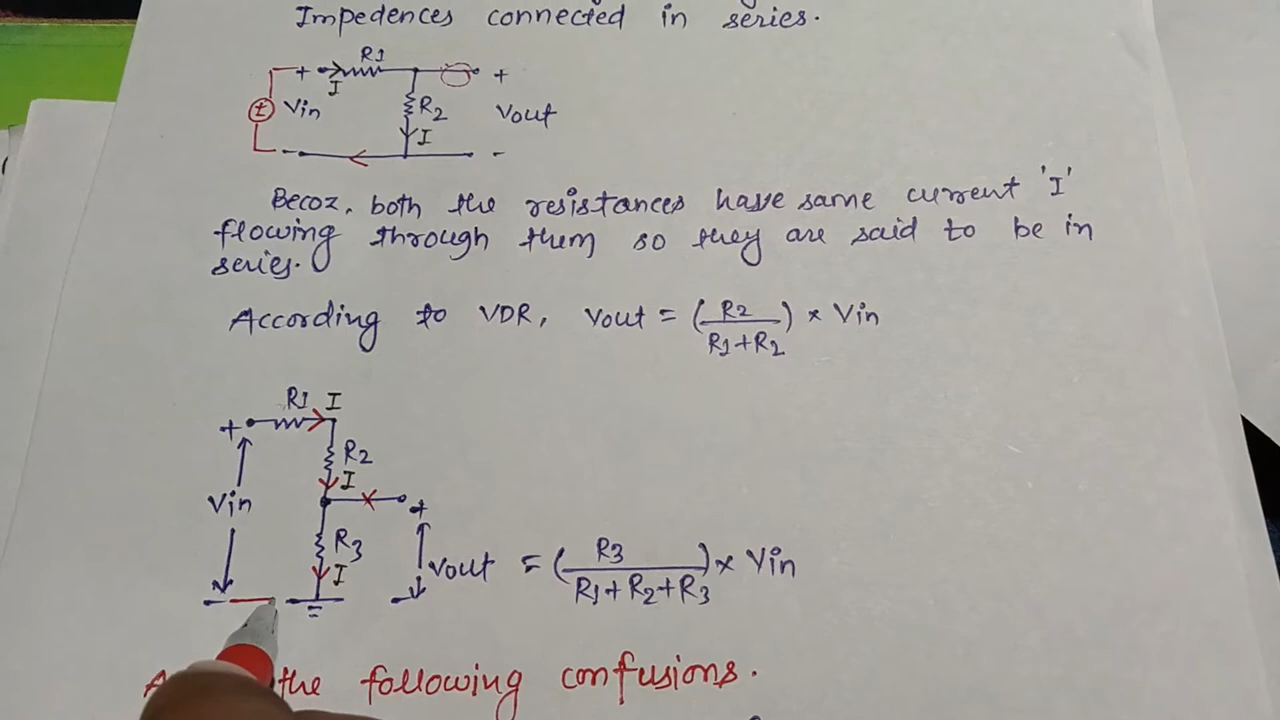 Impedences connected in series.
R1
+ I
Vin R2 + Vout
I
- -
Becoz. both the resistances have same current 'I'
flowing through them so they are said to be in
series.
According to VDR, Vout = (R2 / R1+R2) * Vin
R1 I
+
R2
I
Vin +
R3
I
Vout = (R3 / R1+R2+R3) * Vin
- -
the following confusions.